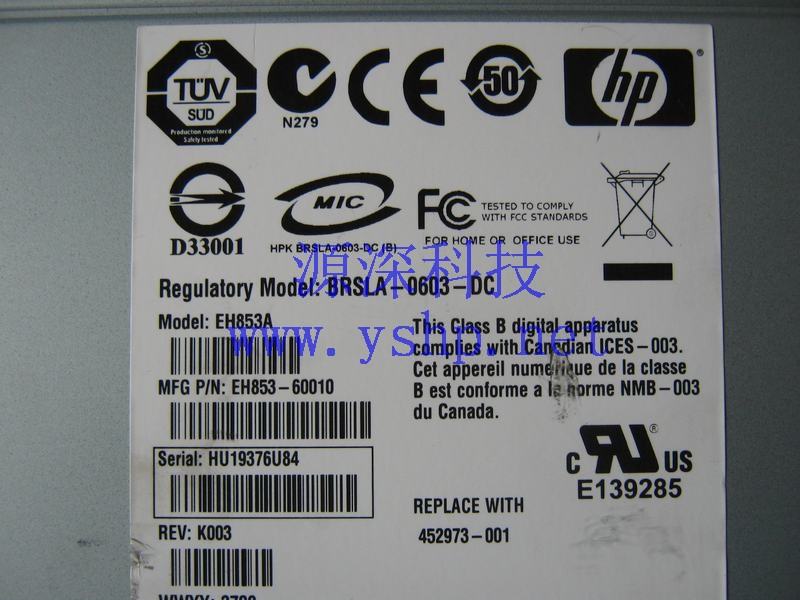 S
TÜV
SÜD
Production monitored
Safety tested
N279
CE
50
hp
®
D33001
MIC
HPK BRSLA-0603-DC (B)
FC
TESTED TO COMPLY
WITH FCC STANDARDS
FOR HOME OR OFFICE USE
源深科技
www.yshp.net
Regulatory Model: BRSLA-0603-DC
Model: EH853A
MFG P/N: EH853-60010
Serial: HU19376U84
REV: K003
This Class B digital apparatus
complies with Canadian ICES-003.
Cet appareil numérique de la classe
B est conforme a la norme NMB-003
du Canada.
c RU US
®
E139285
REPLACE WITH
452973-001